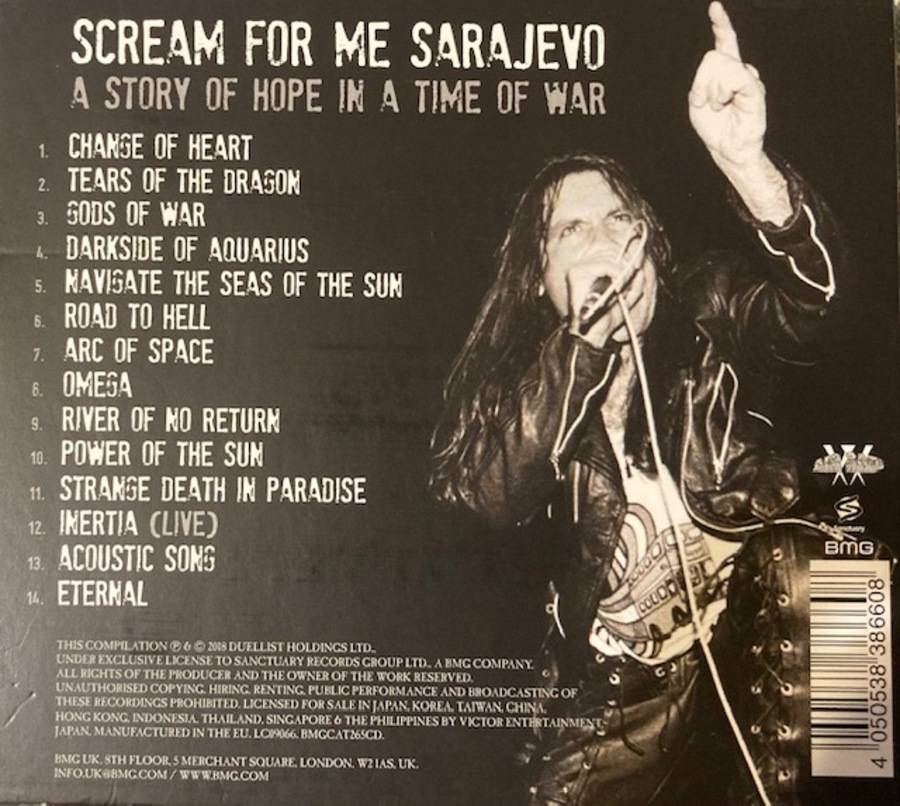 SCREAM FOR ME SARAJEVO
A STORY OF HOPE IN A TIME OF WAR
1. CHANGE OF HEART
2. TEARS OF THE DRAGON
3. GODS OF WAR
4. DARKSIDE OF AQUARIUS
5. NAVIGATE THE SEAS OF THE SUN
6. ROAD TO HELL
7. ARC OF SPACE
8. OMEGA
9. RIVER OF NO RETURN
10. POWER OF THE SUN
11. STRANGE DEATH IN PARADISE
12. INERTIA (LIVE)
13. ACOUSTIC SONG
14. ETERNAL
THIS COMPILATION ℗ & © 2018 DUELLIST HOLDINGS LTD.,
UNDER EXCLUSIVE LICENSE TO SANCTUARY RECORDS GROUP LTD., A BMG COMPANY.
ALL RIGHTS OF THE PRODUCER AND THE OWNER OF THE WORK RESERVED.
UNAUTHORISED COPYING, HIRING, RENTING, PUBLIC PERFORMANCE AND BROADCASTING OF
THESE RECORDINGS PROHIBITED. LICENSED FOR SALE IN JAPAN, KOREA, TAIWAN, CHINA,
HONG KONG, INDONESIA, THAILAND, SINGAPORE & THE PHILIPPINES BY VICTOR ENTERTAINMENT,
JAPAN. MANUFACTURED IN THE EU. LC09066. BMGCAT265CD.
BMG UK, 8TH FLOOR, 5 MERCHANT SQUARE, LONDON, W2 1AS, UK.
INFO.UK@BMG.COM / WWW.BMG.COM
Sanctuary
BMG
4 050538 386608